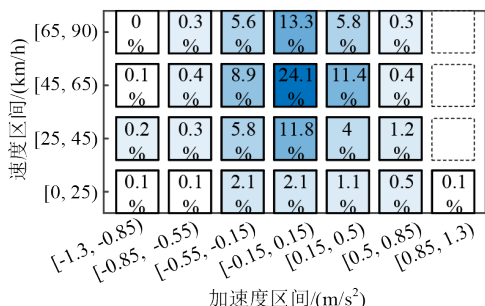 速度区间/(km/h)
[65, 90) 0% 0.3% 5.6% 13.3% 5.8% 0.3%
[45, 65) 0.1% 0.4% 8.9% 24.1% 11.4% 0.4%
[25, 45) 0.2% 0.3% 5.8% 11.8% 4% 1.2%
[0, 25) 0.1% 0.1% 2.1% 2.1% 1.1% 0.5% 0.1%
[-1.3, -0.85) [-0.85, -0.55) [-0.55, -0.15) [-0.15, 0.15) [0.15, 0.5) [0.5, 0.85) [0.85, 1.3)
加速度区间/(m/s²)